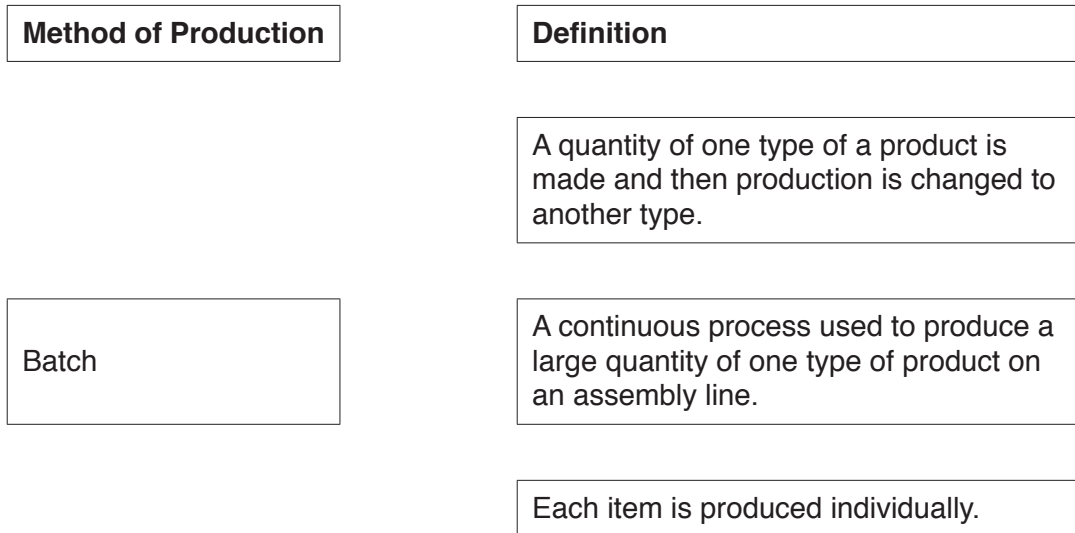 Method of Production
Definition
A quantity of one type of a product is
made and then production is changed to
another type.
Batch
A continuous process used to produce a
large quantity of one type of product on
an assembly line.
Each item is produced individually.